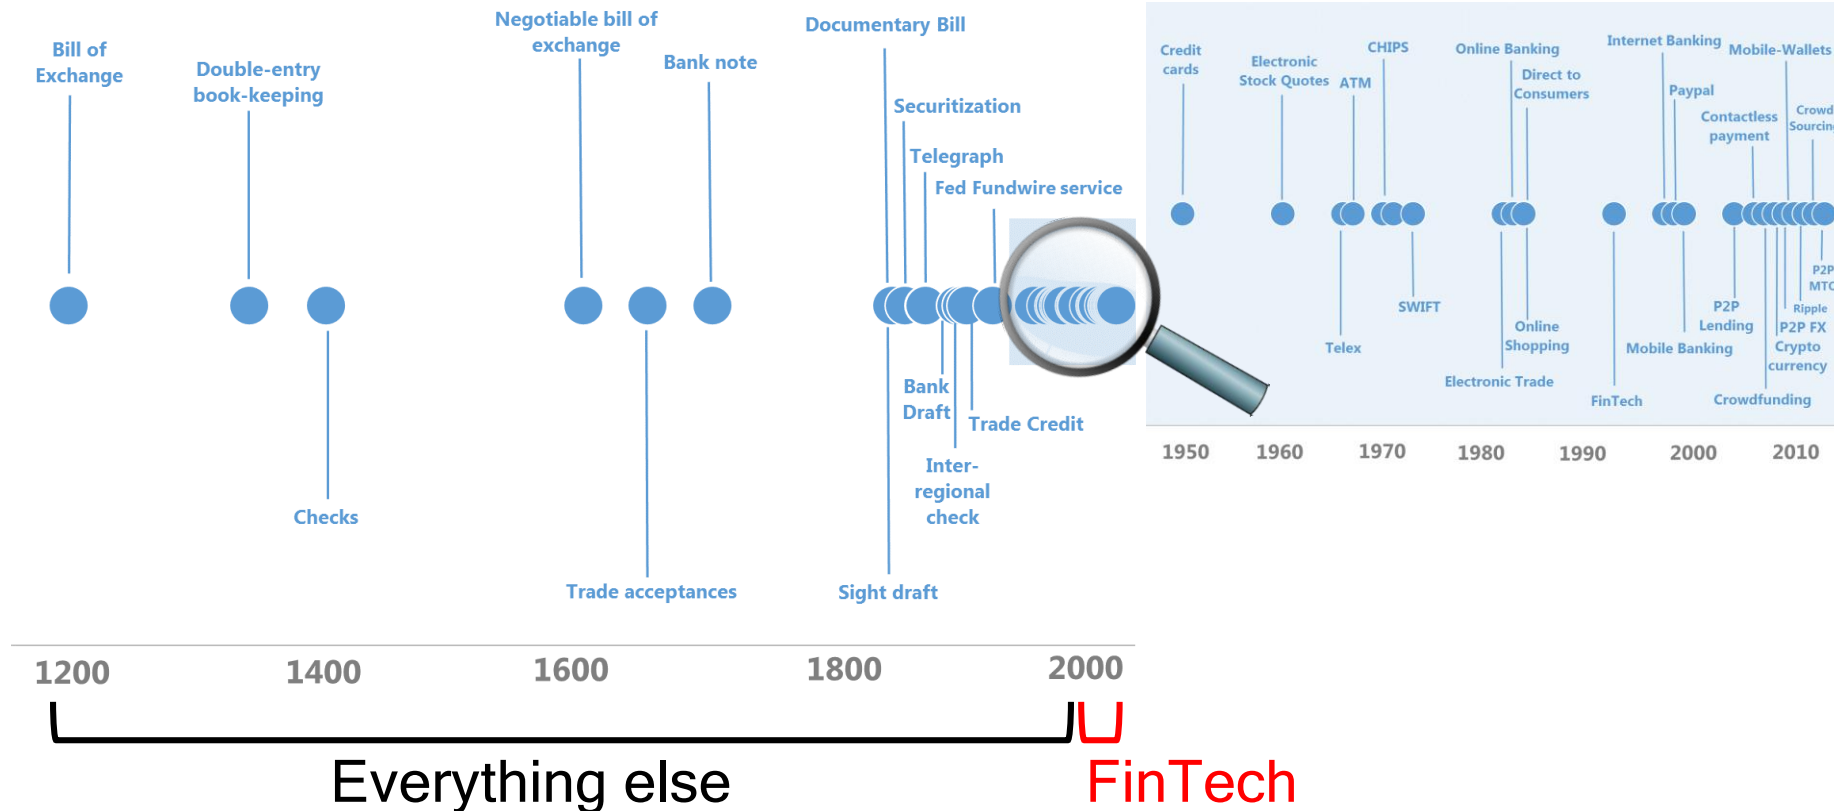 Bill of
Exchange
Double-entry
book-keeping
Checks
Negotiable bill of
exchange
Trade acceptances
Bank note
Documentary Bill
Securitization
Telegraph
Fed Fundwire service
Bank
Draft
Trade Credit
Inter-
regional
check
Sight draft
1200
1400
1600
1800
2000
Everything else
FinTech
Credit
cards
Electronic
Stock Quotes
ATM
CHIPS
Online Banking
Direct to
Consumers
Internet Banking
Paypal
Mobile-Wallets
Contactless
payment
Crowd
Sourcing
Telex
SWIFT
Electronic Trade
Online
Shopping
FinTech
Mobile Banking
P2P
Lending
Crowdfunding
P2P
MTO
Ripple
P2P FX
Crypto
currency
1950
1960
1970
1980
1990
2000
2010